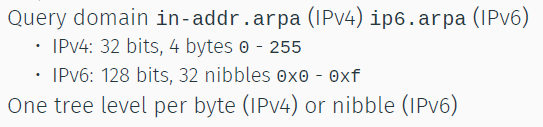 Query domain in-addr.arpa (IPv4) ip6.arpa (IPv6)
• IPv4: 32 bits, 4 bytes 0 - 255
• IPv6: 128 bits, 32 nibbles 0x0 - 0xf
One tree level per byte (IPv4) or nibble (IPv6)